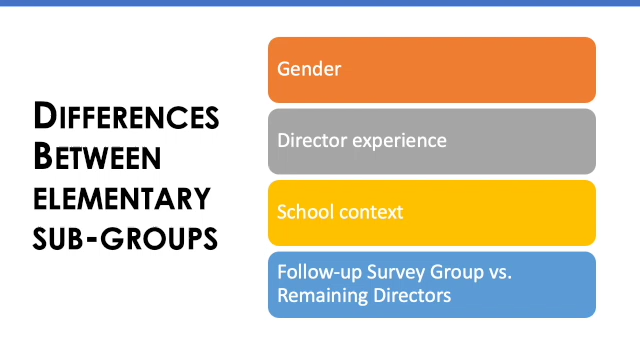 Differences
Between
elementary
sub-groups
Gender
Director experience
School context
Follow-up Survey Group vs.
Remaining Directors